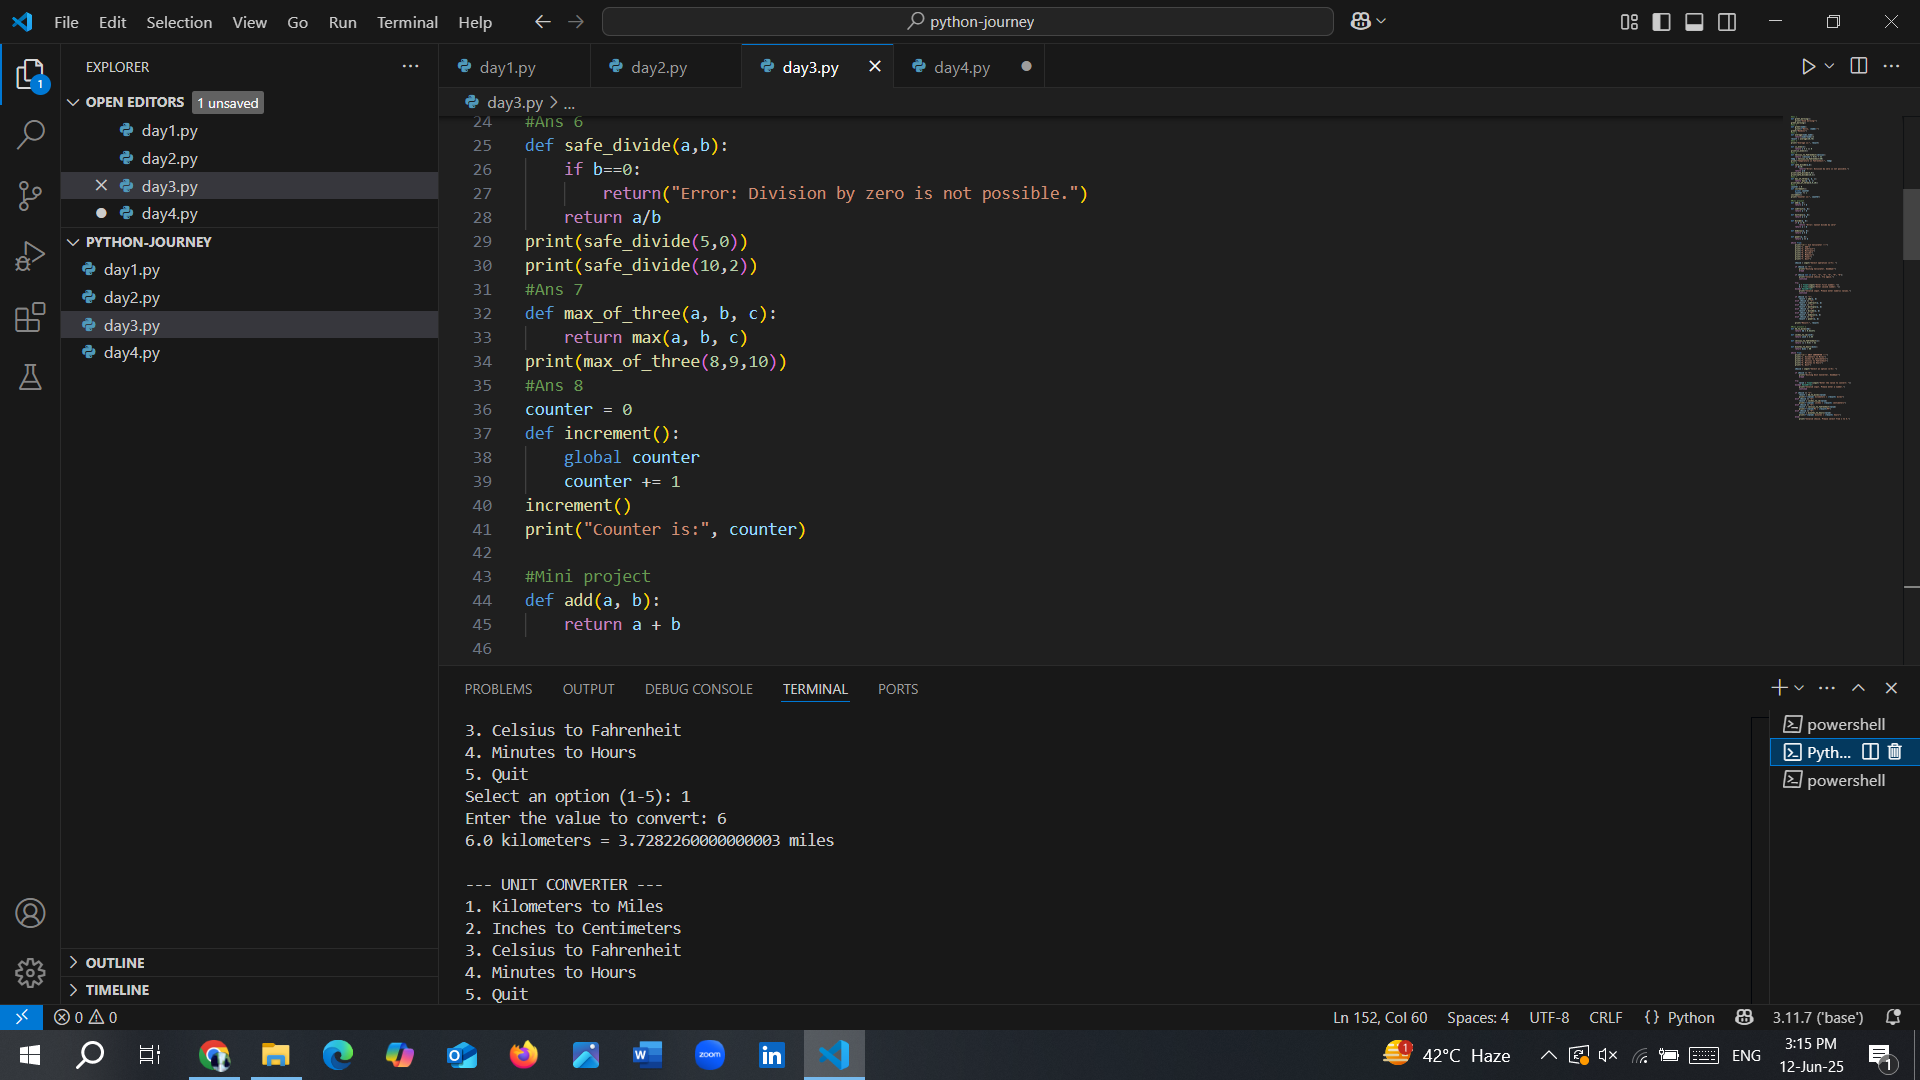 File Edit Selection View Go Run Terminal Help
python-journey
EXPLORER
OPEN EDITORS 1 unsaved
day1.py
day2.py
day3.py
day4.py
PYTHON-JOURNEY
day1.py
day2.py
day3.py
day4.py
OUTLINE
TIMELINE
day1.py day2.py day3.py day4.py
day3.py > ...
24 #Ans 6
25 def safe_divide(a,b):
26 if b==0:
27 return("Error: Division by zero is not possible.")
28 return a/b
29 print(safe_divide(5,0))
30 print(safe_divide(10,2))
31 #Ans 7
32 def max_of_three(a, b, c):
33 return max(a, b, c)
34 print(max_of_three(8,9,10))
35 #Ans 8
36 counter = 0
37 def increment():
38 global counter
39 counter += 1
40 increment()
41 print("Counter is:", counter)
42
43 #Mini project
44 def add(a, b):
45 return a + b
46
PROBLEMS OUTPUT DEBUG CONSOLE TERMINAL PORTS
3. Celsius to Fahrenheit
4. Minutes to Hours
5. Quit
Select an option (1-5): 1
Enter the value to convert: 6
6.0 kilometers = 3.7282260000000003 miles
--- UNIT CONVERTER ---
1. Kilometers to Miles
2. Inches to Centimeters
3. Celsius to Fahrenheit
4. Minutes to Hours
5. Quit
powershell
Pyth...
powershell
0 0
Ln 152, Col 60 Spaces: 4 UTF-8 CRLF {} Python 3.11.7 ('base')
42°C Haze ENG
3:15 PM
12-Jun-25
1